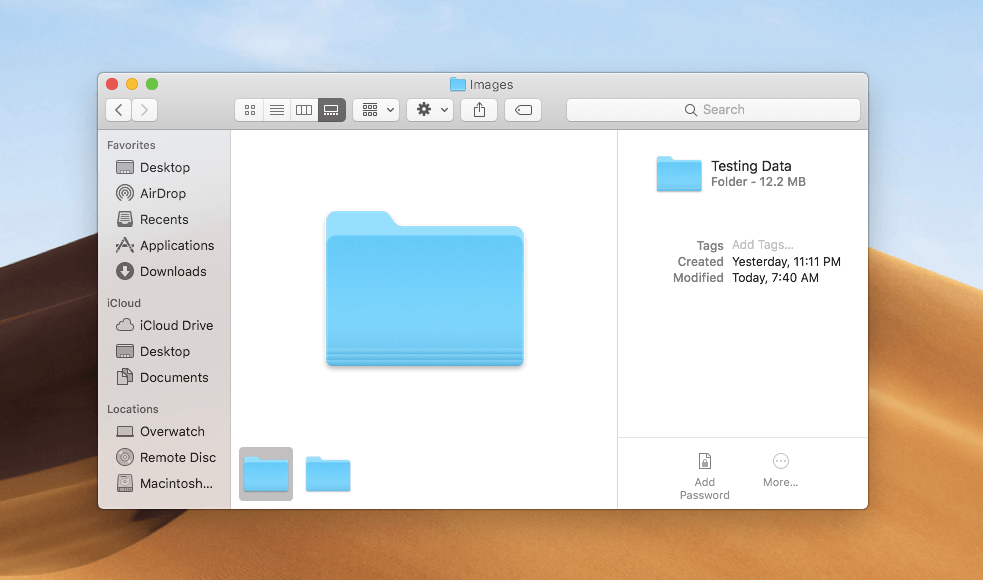 Images
Search
Favorites
Desktop
AirDrop
Recents
Applications
Downloads
iCloud
iCloud Drive
Desktop
Documents
Locations
Overwatch
Remote Disc
Macintosh...
Testing Data
Folder - 12.2 MB
Tags Add Tags...
Created Yesterday, 11:11 PM
Modified Today, 7:40 AM
Add
Password
More...